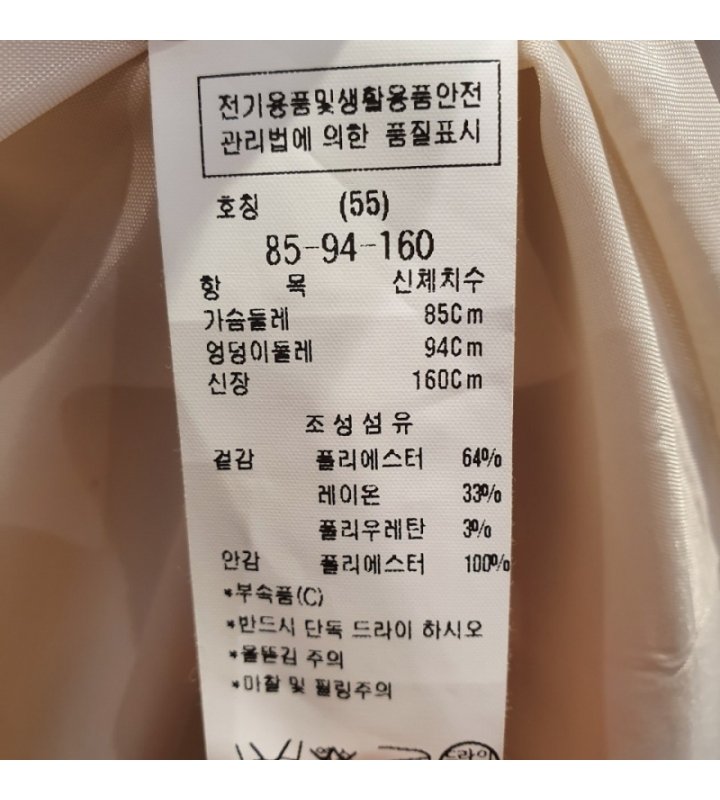 전기용품및생활용품안전
관리법에 의한 품질표시
호칭 (55)
85-94-160
항 목 신체치수
가슴둘레 85Cm
엉덩이둘레 94Cm
신장 160Cm
조성섬유
겉감 폴리에스터 64%
레이온 33%
폴리우레탄 3%
안감 폴리에스터 100%
*부속품(C)
*반드시 단독 드라이 하시오
*올뜯김 주의
*마찰 및 필링주의
드라이